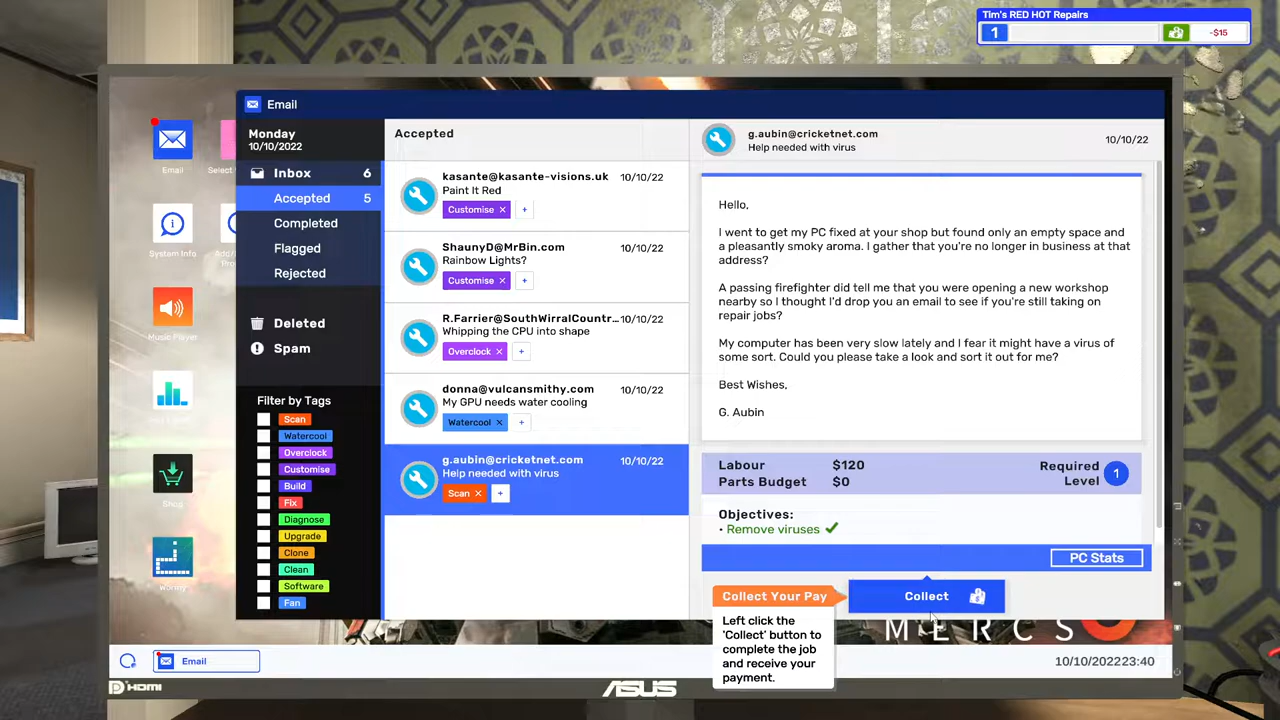 Tim's RED HOT Repairs
1
-$15
Email
Monday
10/10/2022
Inbox 6
Accepted 5
Completed
Flagged
Rejected
Deleted
Spam
Filter by Tags
Scan
Watercool
Overclock
Customise
Build
Fix
Diagnose
Upgrade
Clone
Clean
Software
Fan
Email
Select
System Info
Add/
Music Player
Shop
Accepted
kasante@kasante-visions.uk 10/10/22
Paint It Red
Customise × +
ShaunyD@MrBin.com 10/10/22
Rainbow Lights?
Customise × +
R.Farrier@SouthWirralCountr... 10/10/22
Whipping the CPU into shape
Overclock × +
donna@vulcansmithy.com 10/10/22
My GPU needs water cooling
Watercool × +
g.aubin@cricketnet.com 10/10/22
Help needed with virus
Scan × +
g.aubin@cricketnet.com 10/10/22
Help needed with virus
Hello,
I went to get my PC fixed at your shop but found only an empty space and
a pleasantly smoky aroma. I gather that you're no longer in business at that
address?
A passing firefighter did tell me that you were opening a new workshop
nearby so I thought I'd drop you an email to see if you're still taking on
repair jobs?
My computer has been very slow lately and I fear it might have a virus of
some sort. Could you please take a look and sort it out for me?
Best Wishes,
G. Aubin
Labour $120
Parts Budget $0
Required
Level 1
Objectives:
• Remove viruses
PC Stats
Collect Your Pay
Collect
Left click the
'Collect' button to
complete the job
and receive your
payment.
MERCS
Email
10/10/2022 23:40
HDMI
ASUS